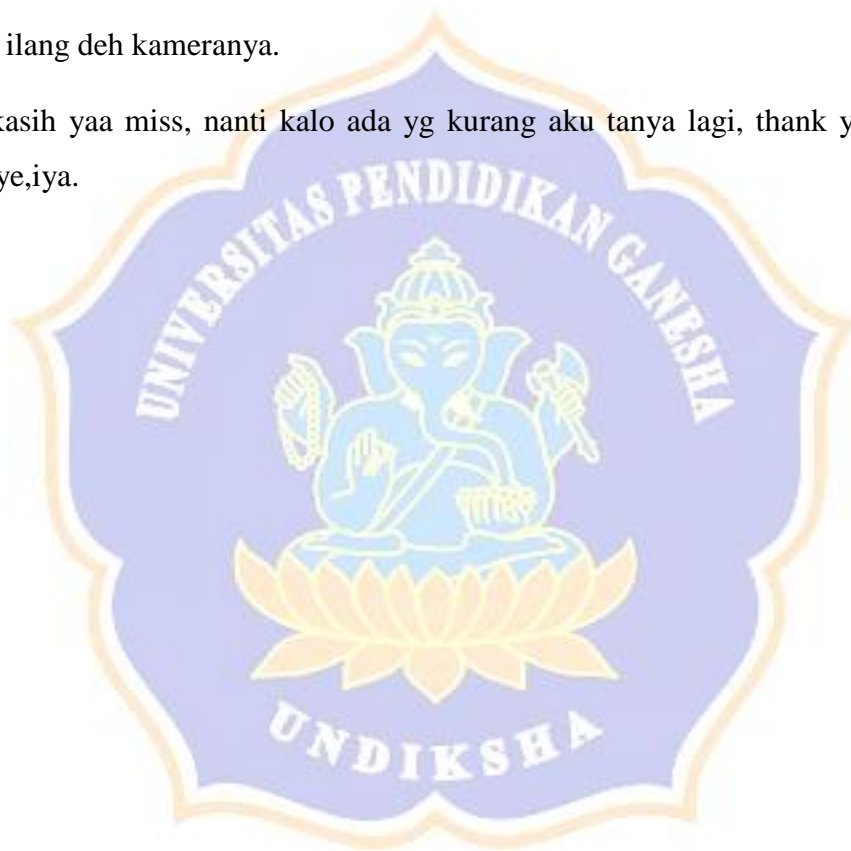 ilang deh kameranya.
kasih yaa miss, nanti kalo ada yg kurang aku tanya lagi, thank y
ye,iya.
UNIVERSITAS PENDIDIKAN GANESHA
UNDIKSHA